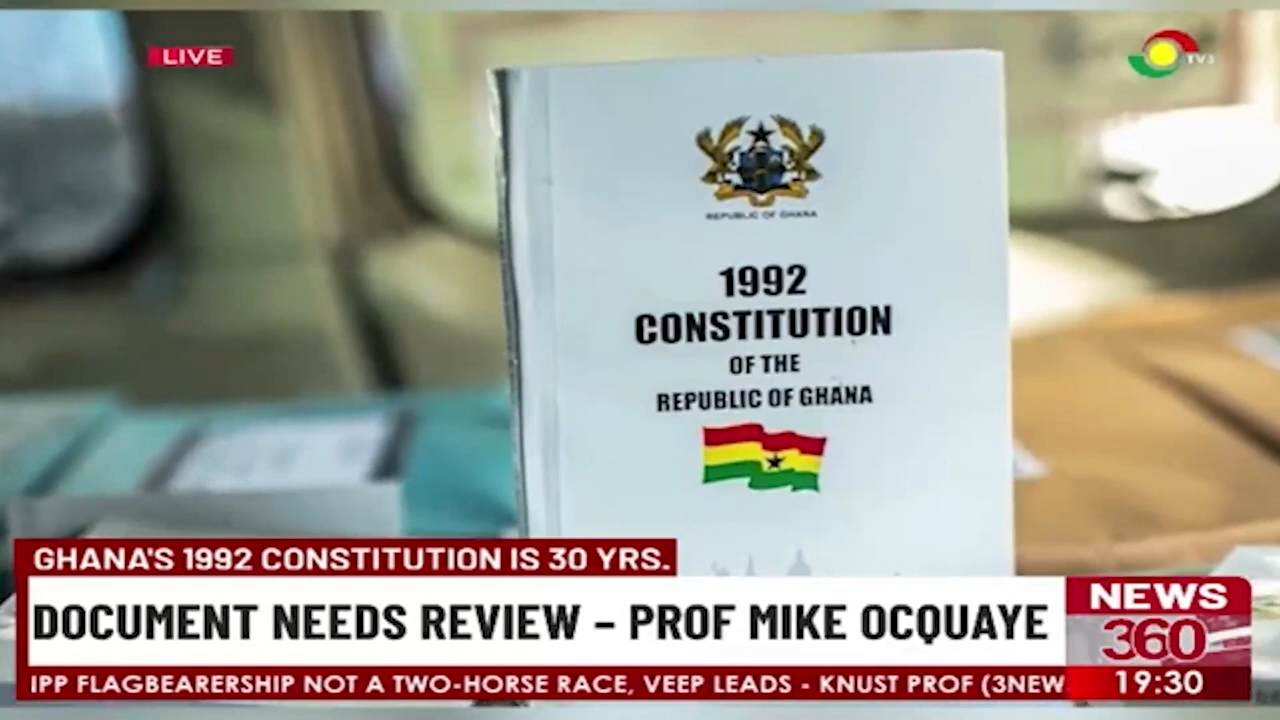 LIVE
TV3
REPUBLIC OF GHANA
1992
CONSTITUTION
OF THE
REPUBLIC OF GHANA
GHANA'S 1992 CONSTITUTION IS 30 YRS.
DOCUMENT NEEDS REVIEW – PROF MIKE OCQUAYE
NEWS
360
IPP FLAGBEARERSHIP NOT A TWO-HORSE RACE, VEEP LEADS - KNUST PROF (3NEW
19:30